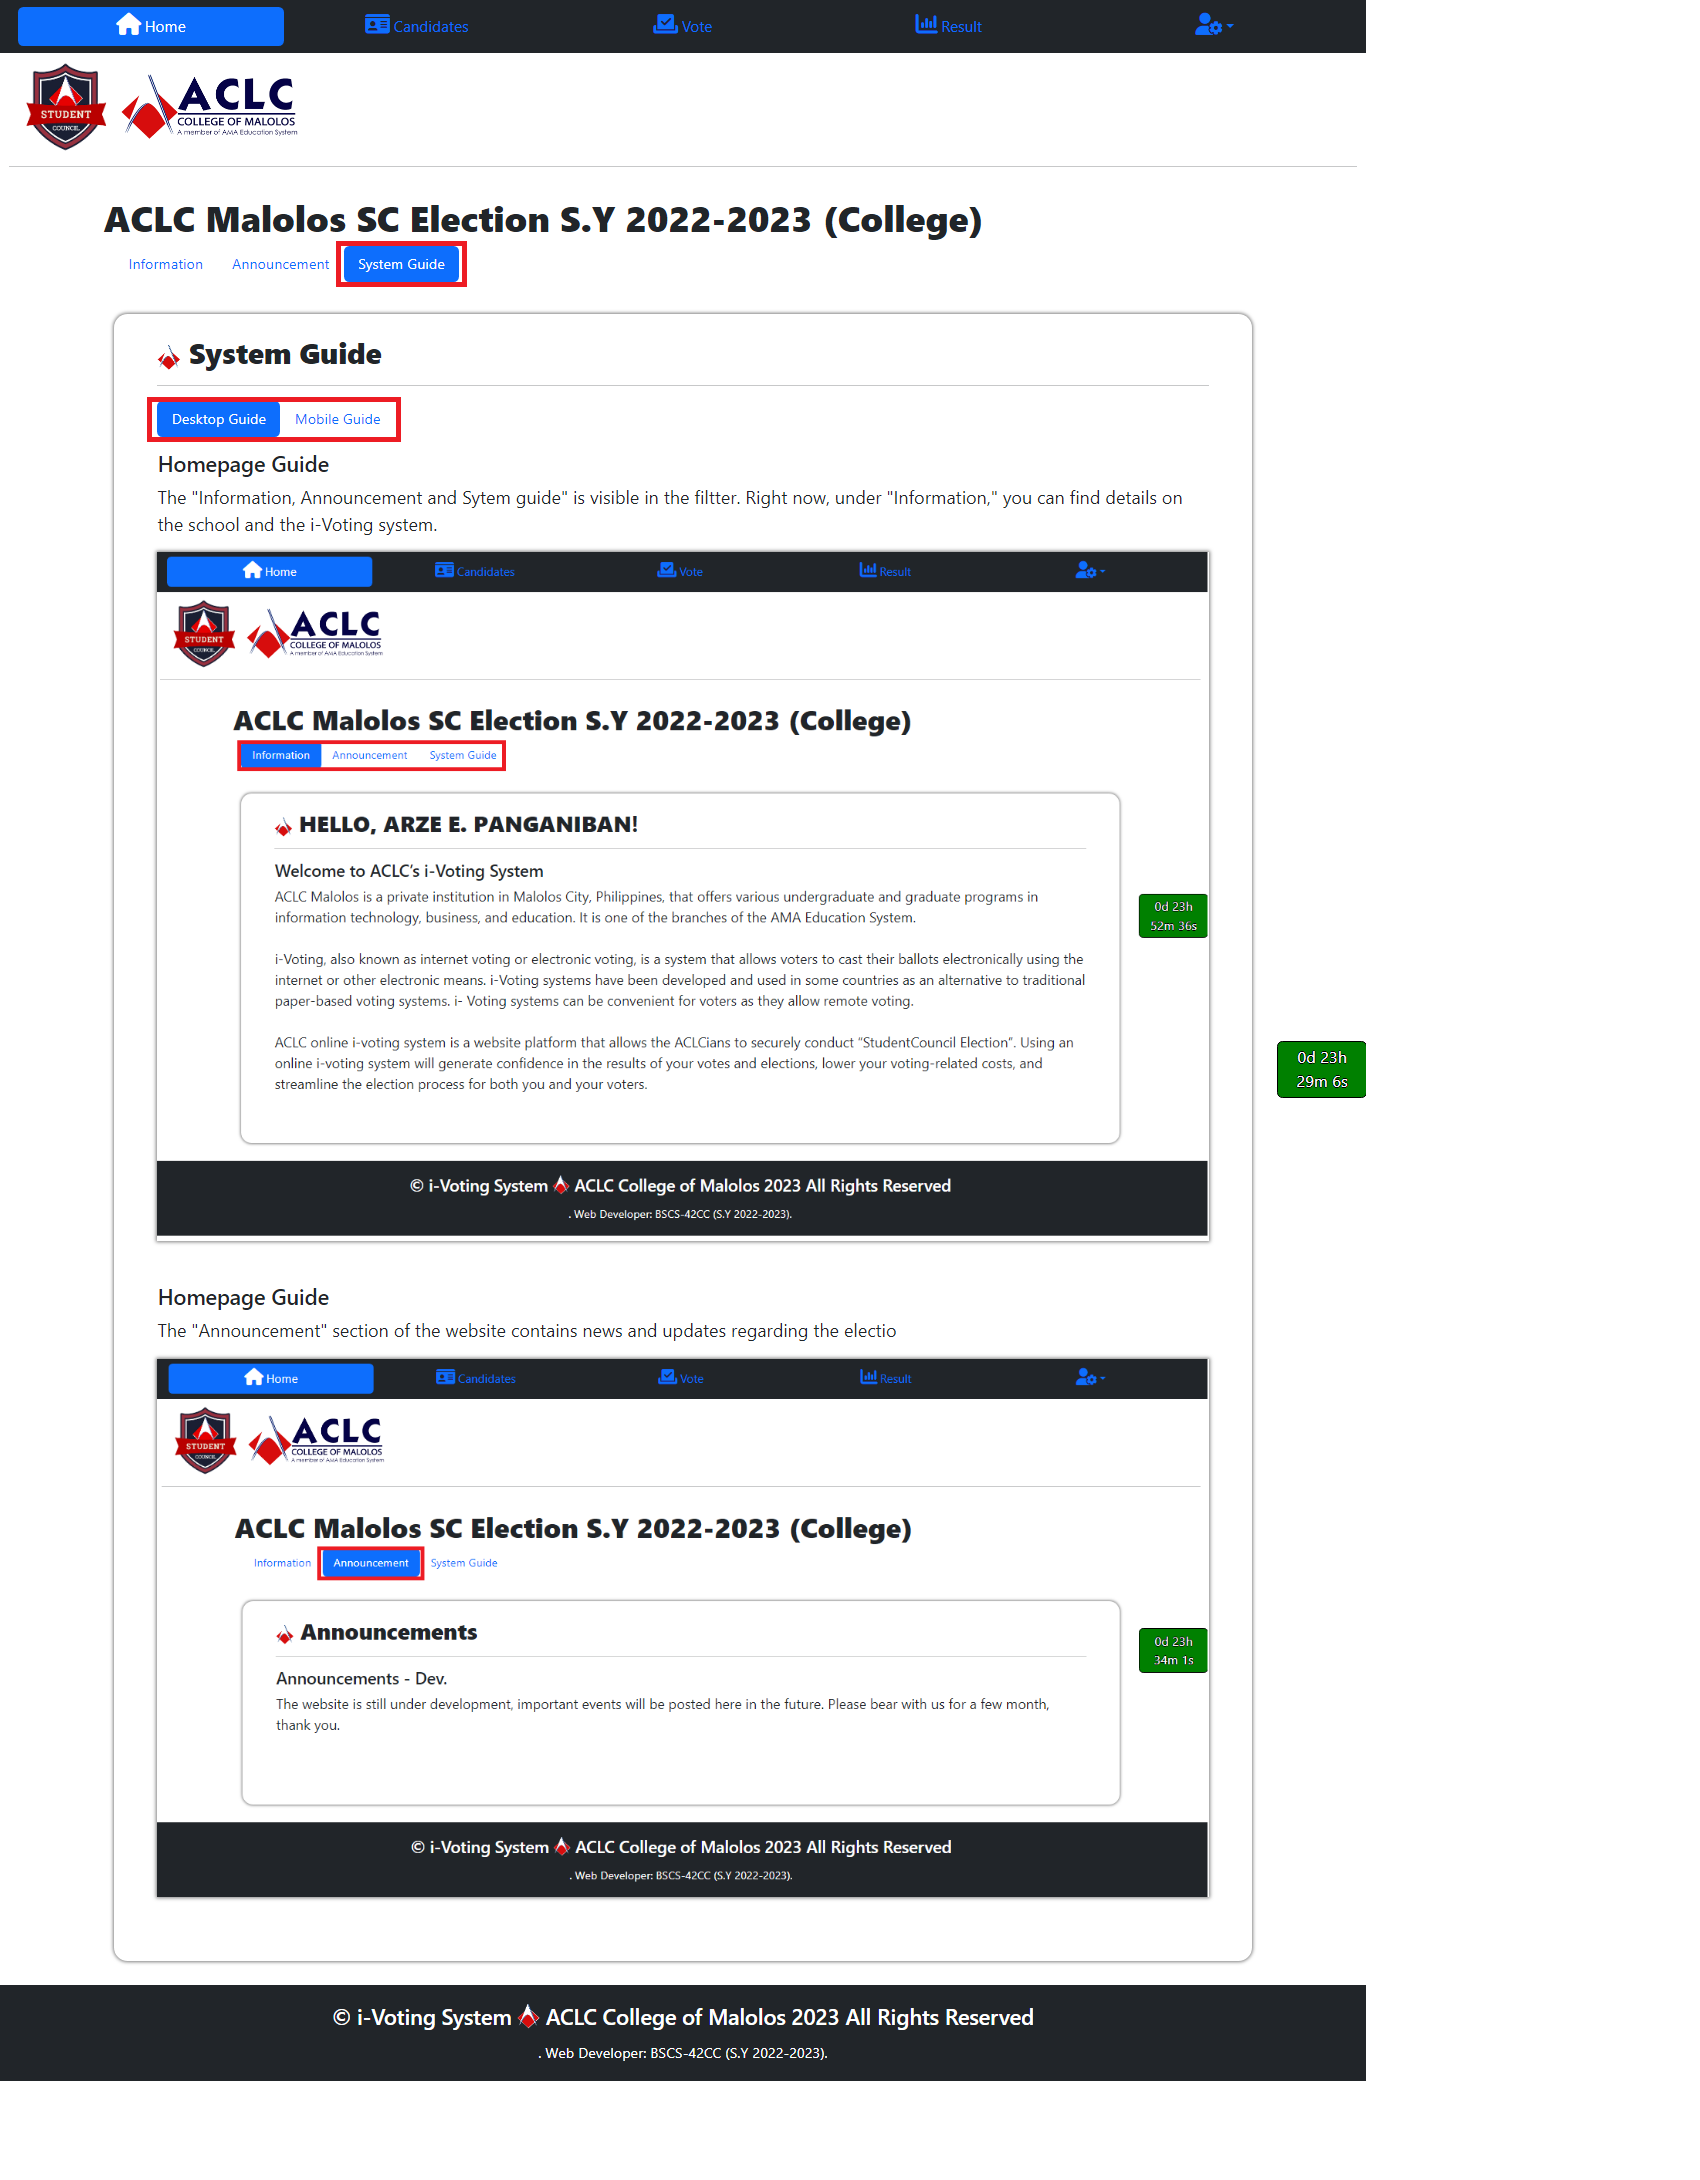 Home Candidates Vote Result
STUDENT
COUNCIL
ACLC
COLLEGE OF MALOLOS
A member of AMA Education System
ACLC Malolos SC Election S.Y 2022-2023 (College)
Information Announcement System Guide
System Guide
Desktop Guide Mobile Guide
Homepage Guide
The "Information, Announcement and Sytem guide" is visible in the filtter. Right now, under "Information," you can find details on
the school and the i-Voting system.
Home Candidates Vote Result
STUDENT
COUNCIL
ACLC
COLLEGE OF MALOLOS
A member of AMA Education System
ACLC Malolos SC Election S.Y 2022-2023 (College)
Information Announcement System Guide
HELLO, ARZE E. PANGANIBAN!
Welcome to ACLC’s i-Voting System
ACLC Malolos is a private institution in Malolos City, Philippines, that offers various undergraduate and graduate programs in
information technology, business, and education. It is one of the branches of the AMA Education System.
0d 23h
52m 36s
i-Voting, also known as internet voting or electronic voting, is a system that allows voters to cast their ballots electronically using the
internet or other electronic means. i-Voting systems have been developed and used in some countries as an alternative to traditional
paper-based voting systems. i- Voting systems can be convenient for voters as they allow remote voting.
ACLC online i-voting system is a website platform that allows the ACLCians to securely conduct “StudentCouncil Election”. Using an
online i-voting system will generate confidence in the results of your votes and elections, lower your voting-related costs, and
streamline the election process for both you and your voters.
0d 23h
29m 6s
© i-Voting System ACLC College of Malolos 2023 All Rights Reserved
. Web Developer: BSCS-42CC (S.Y 2022-2023).
Homepage Guide
The "Announcement" section of the website contains news and updates regarding the electio
Home Candidates Vote Result
STUDENT
COUNCIL
ACLC
COLLEGE OF MALOLOS
A member of AMA Education System
ACLC Malolos SC Election S.Y 2022-2023 (College)
Information Announcement System Guide
Announcements
0d 23h
34m 1s
Announcements - Dev.
The website is still under development, important events will be posted here in the future. Please bear with us for a few month,
thank you.
© i-Voting System ACLC College of Malolos 2023 All Rights Reserved
. Web Developer: BSCS-42CC (S.Y 2022-2023).
© i-Voting System ACLC College of Malolos 2023 All Rights Reserved
. Web Developer: BSCS-42CC (S.Y 2022-2023).